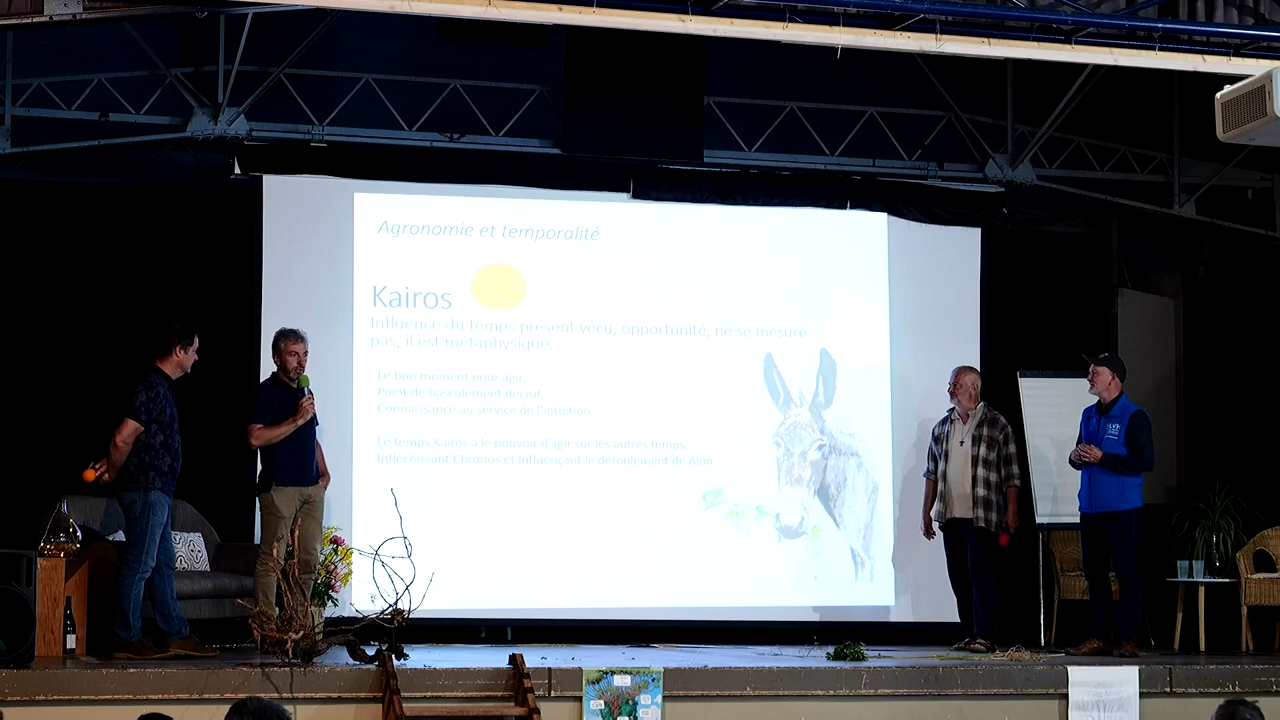 Agronomie et temporalité
Kairos
Influence du temps présent vécu, opportunité, ne se mesure
pas, il est métaphysique.
Le bon moment pour agir.
Point de basculement décisif.
Connaissance au service de l'intuition.
Le temps Kairos a le pouvoir d'agir sur les autres temps.
Infléchissant Chronos et influençant le déroulement de Aiôn.